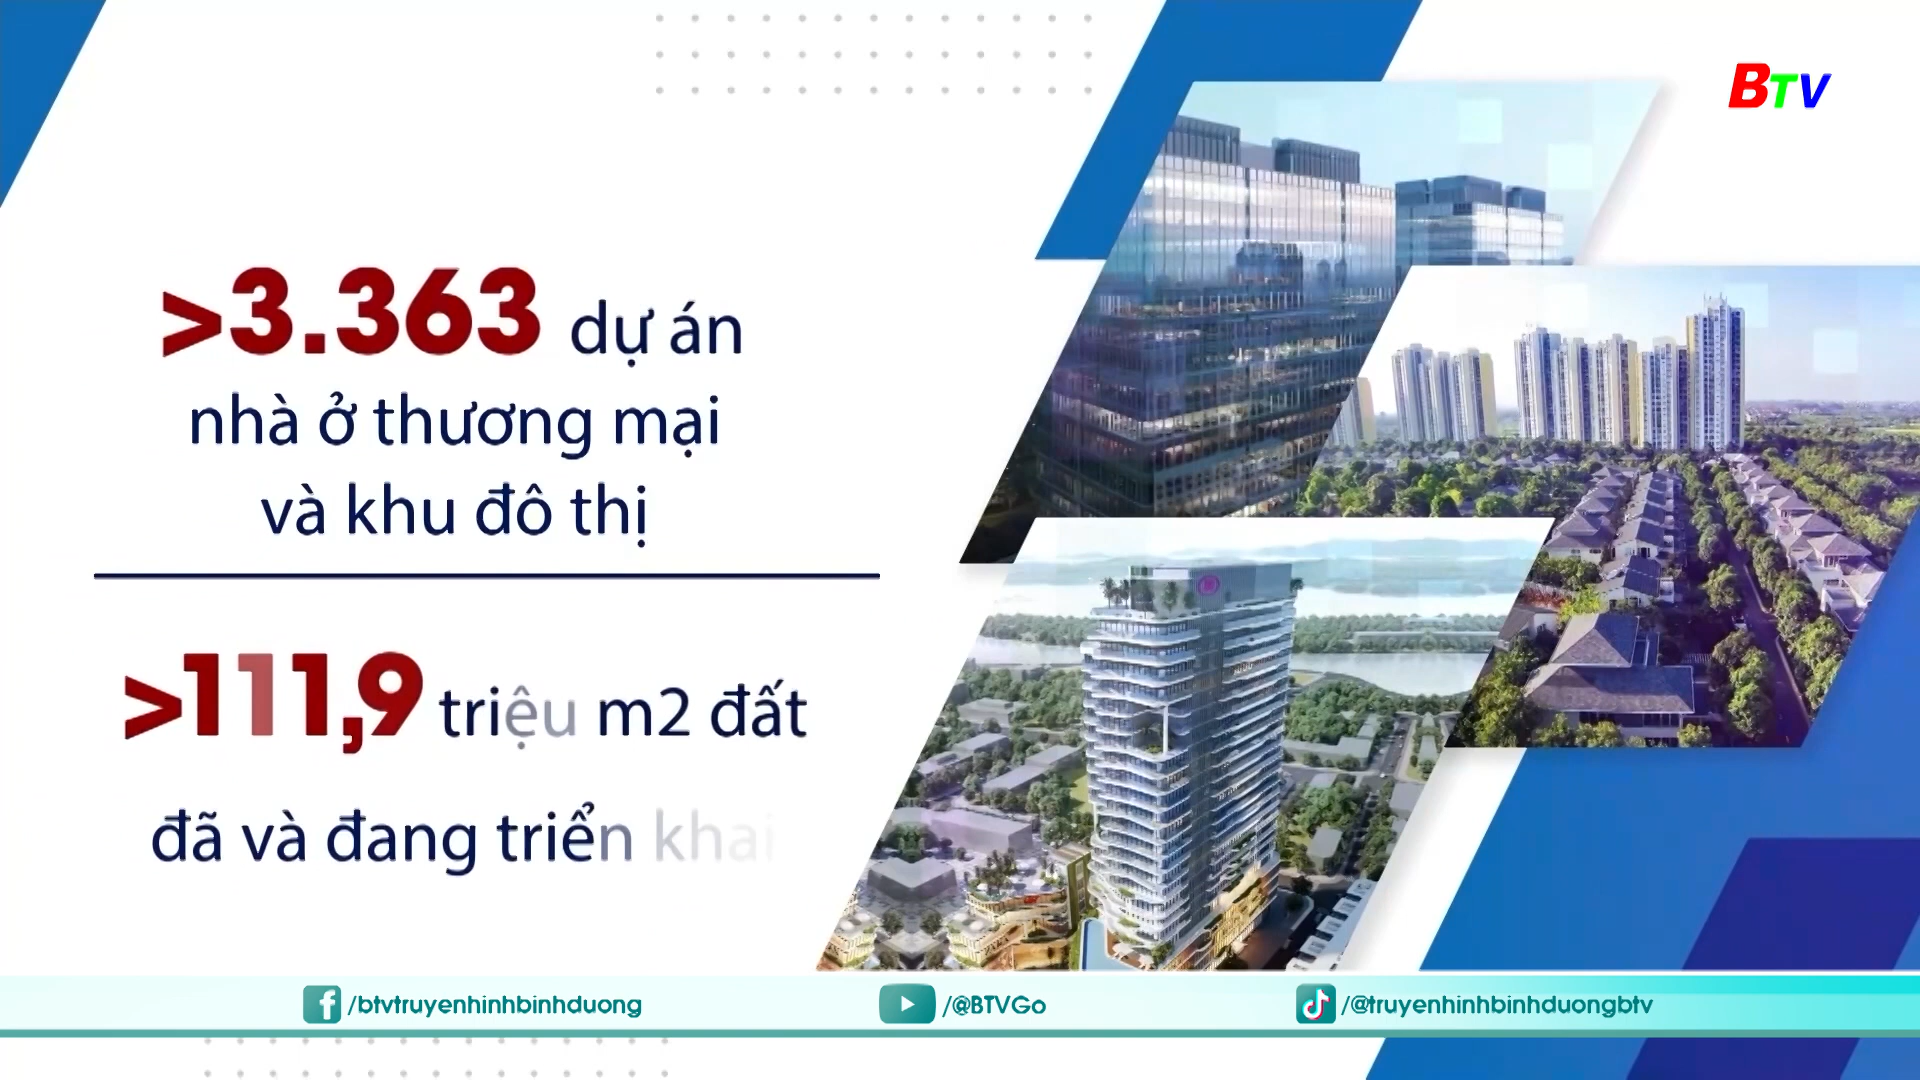 BTV
>3.363 dự án
nhà ở thương mại
và khu đô thị
>111,9 triệu m2 đất
đã và đang triển khai
/btvtruyenhinhbinhduong
/@BTVGo
/@truyenhinhbinhduongbtv